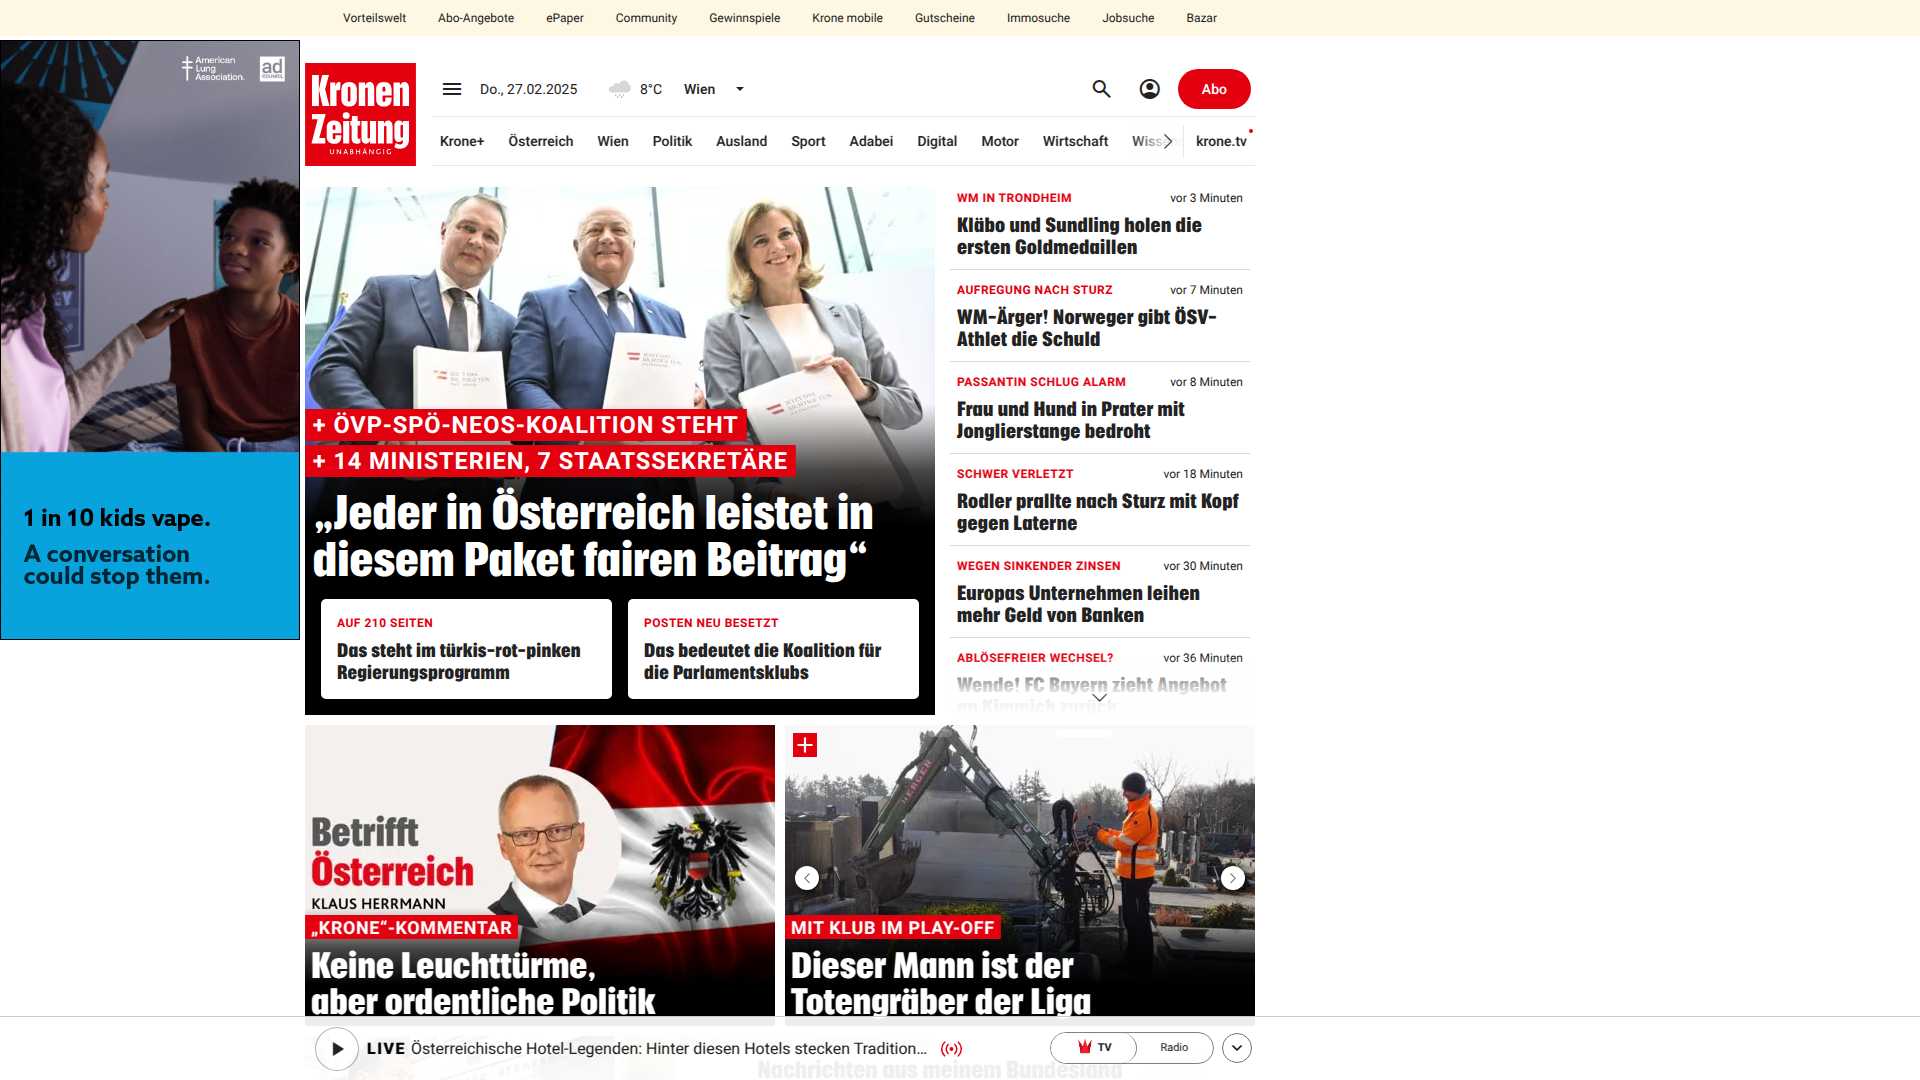 Vorteilswelt Abo-Angebote ePaper Community Gewinnspiele Krone mobile Gutscheine Immosuche Jobsuche Bazar
American
Lung
Association.
ad
COUNCIL
1 in 10 kids vape.
A conversation
could stop them.
Kronen
Zeitung
UNABHÄNGIG
Do., 27.02.2025 8°C Wien
Abo
Krone+ Österreich Wien Politik Ausland Sport Adabei Digital Motor Wirtschaft krone.tv
+ ÖVP-SPÖ-NEOS-KOALITION STEHT
+ 14 MINISTERIEN, 7 STAATSSEKRETÄRE
„Jeder in Österreich leistet in
diesem Paket fairen Beitrag“
AUF 210 SEITEN
Das steht im türkis-rot-pinken
Regierungsprogramm
POSTEN NEU BESETZT
Das bedeutet die Koalition für
die Parlamentsklubs
WM IN TRONDHEIM vor 3 Minuten
Kläbo und Sundling holen die
ersten Goldmedaillen
AUFREGUNG NACH STURZ vor 7 Minuten
WM-Ärger! Norweger gibt ÖSV-
Athlet die Schuld
PASSANTIN SCHLUG ALARM vor 8 Minuten
Frau und Hund in Prater mit
Jonglierstange bedroht
SCHWER VERLETZT vor 18 Minuten
Rodler prallte nach Sturz mit Kopf
gegen Laterne
WEGEN SINKENDER ZINSEN vor 30 Minuten
Europas Unternehmen leihen
mehr Geld von Banken
ABLÖSEFREIER WECHSEL? vor 36 Minuten
Wende! FC Bayern zieht Angebot
an Kimmich zurück
Betrifft
Österreich
KLAUS HERRMANN
„KRONE“-KOMMENTAR
Keine Leuchttürme,
aber ordentliche Politik
BERGER
MIT KLUB IM PLAY-OFF
Dieser Mann ist der
Totengräber der Liga
LIVE Österreichische Hotel-Legenden: Hinter diesen Hotels stecken Tradition...
TV Radio
Nachrichten aus meinem Bundesland